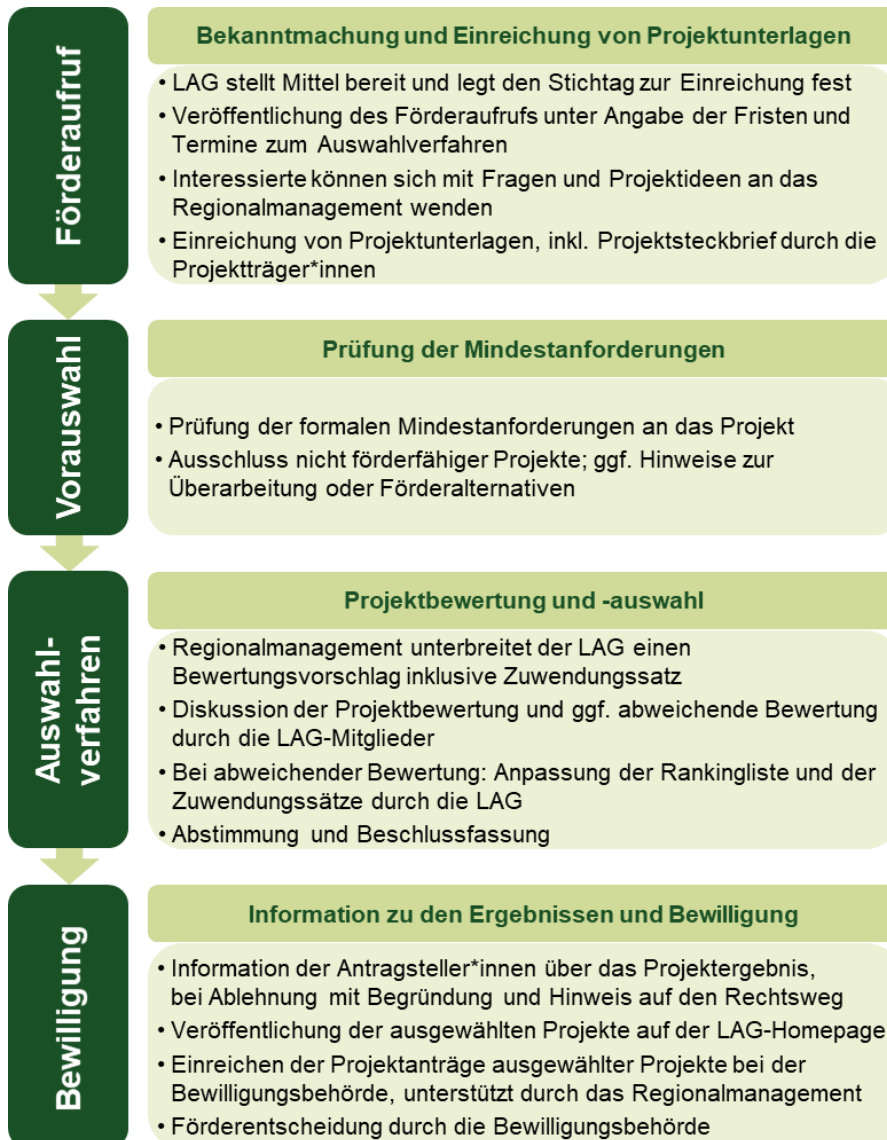 Förderaufruf
Bekanntmachung und Einreichung von Projektunterlagen
• LAG stellt Mittel bereit und legt den Stichtag zur Einreichung fest
• Veröffentlichung des Förderaufrufs unter Angabe der Fristen und
Termine zum Auswahlverfahren
• Interessierte können sich mit Fragen und Projektideen an das
Regionalmanagement wenden
• Einreichung von Projektunterlagen, inkl. Projektsteckbrief durch die
Projektträger*innen
Vorauswahl
Prüfung der Mindestanforderungen
• Prüfung der formalen Mindestanforderungen an das Projekt
• Ausschluss nicht förderfähiger Projekte; ggf. Hinweise zur
Überarbeitung oder Förderalternativen
Auswahl-
verfahren
Projektbewertung und -auswahl
• Regionalmanagement unterbreitet der LAG einen
Bewertungsvorschlag inklusive Zuwendungssatz
• Diskussion der Projektbewertung und ggf. abweichende Bewertung
durch die LAG-Mitglieder
• Bei abweichender Bewertung: Anpassung der Rankingliste und der
Zuwendungssätze durch die LAG
• Abstimmung und Beschlussfassung
Bewilligung
Information zu den Ergebnissen und Bewilligung
• Information der Antragsteller*innen über das Projektergebnis,
bei Ablehnung mit Begründung und Hinweis auf den Rechtsweg
• Veröffentlichung der ausgewählten Projekte auf der LAG-Homepage
• Einreichen der Projektanträge ausgewählter Projekte bei der
Bewilligungsbehörde, unterstützt durch das Regionalmanagement
• Förderentscheidung durch die Bewilligungsbehörde